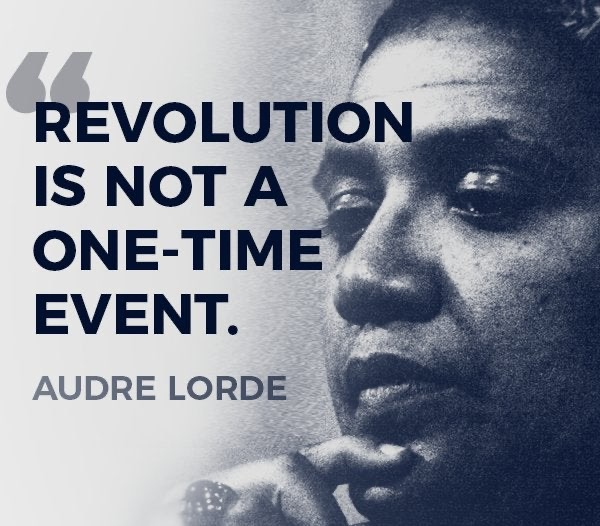 “
REVOLUTION
IS NOT A
ONE-TIME
EVENT.
AUDRE LORDE